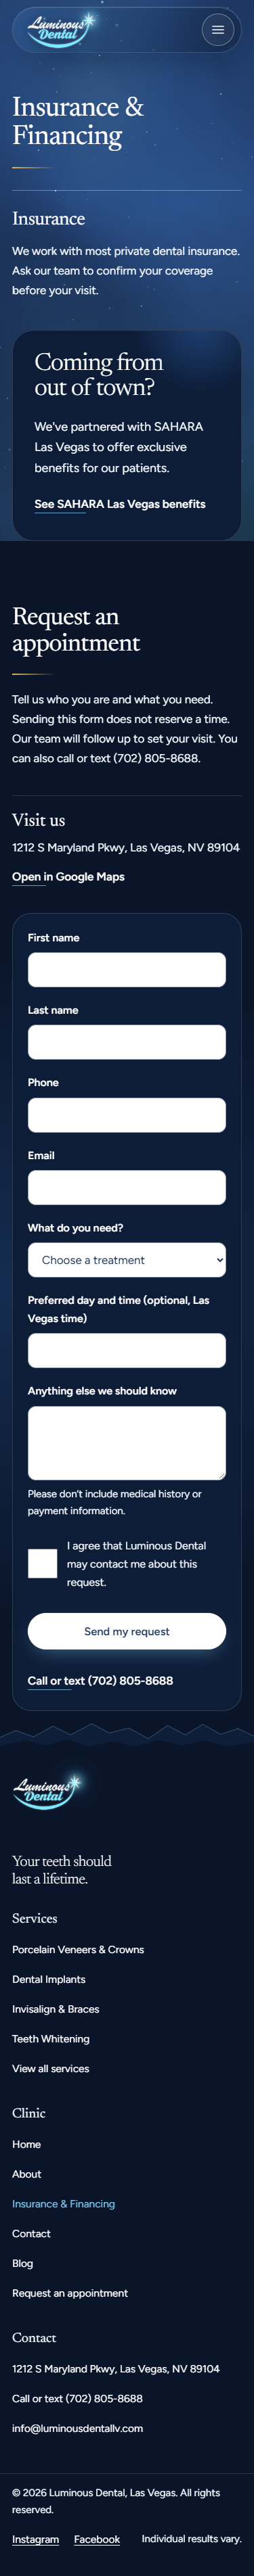 Luminous
Dental
Insurance &
Financing
Insurance
We work with most private dental insurance.
Ask our team to confirm your coverage
before your visit.
Coming from
out of town?
We've partnered with SAHARA
Las Vegas to offer exclusive
benefits for our patients.
See SAHARA Las Vegas benefits
Request an
appointment
Tell us who you are and what you need.
Sending this form does not reserve a time.
Our team will follow up to set your visit. You
can also call or text (702) 805-8688.
Visit us
1212 S Maryland Pkwy, Las Vegas, NV 89104
Open in Google Maps
First name
Last name
Phone
Email
What do you need?
Choose a treatment
Preferred day and time (optional, Las
Vegas time)
Anything else we should know
Please don't include medical history or
payment information.
I agree that Luminous Dental
may contact me about this
request.
Send my request
Call or text (702) 805-8688
Luminous
Dental
Your teeth should
last a lifetime.
Services
Porcelain Veneers & Crowns
Dental Implants
Invisalign & Braces
Teeth Whitening
View all services
Clinic
Home
About
Insurance & Financing
Contact
Blog
Request an appointment
Contact
1212 S Maryland Pkwy, Las Vegas, NV 89104
Call or text (702) 805-8688
info@luminousdentallv.com
© 2026 Luminous Dental, Las Vegas. All rights
reserved.
Instagram Facebook Individual results vary.